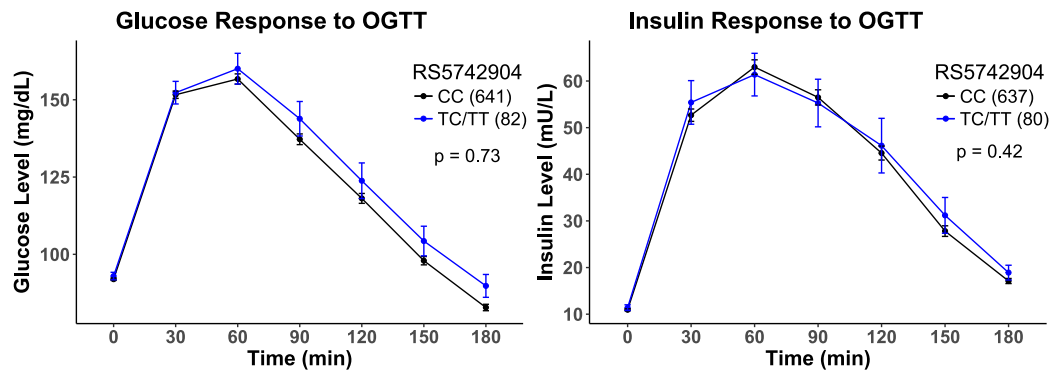 Glucose Response to OGTT
Glucose Level (mg/dL)
150
125
100
RS5742904
CC (641)
TC/TT (82)
p = 0.73
0 30 60 90 120 150 180
Time (min)
Insulin Response to OGTT
Insulin Level (mU/L)
60
50
40
30
20
10
RS5742904
CC (637)
TC/TT (80)
p = 0.42
0 30 60 90 120 150 180
Time (min)